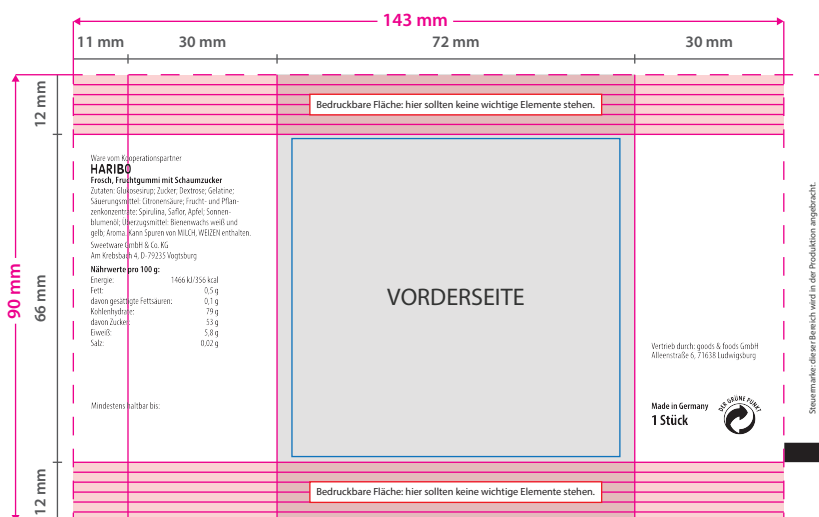 143 mm
11 mm
30 mm
72 mm
30 mm
12 mm
Bedruckbare Fläche: hier sollten keine wichtige Elemente stehen.
90 mm
66 mm
Ware vom Kooperationspartner
HARIBO
Frosch, Fruchtgummi mit Schaumzucker
Zutaten: Glukosesirup; Zucker; Dextrose; Gelatine;
Säuerungsmittel: Citronensäure; Frucht- und Pflan-
zenkonzentrate: Spirulina, Saflor, Apfel; Sonnen-
blumenöl; Überzugsmittel: Bienenwachs weiß und
gelb; Aroma. Kann Spuren von MILCH, WEIZEN enthalten.
Sweetware GmbH & Co. KG
Am Krebsbach 4, D-79235 Vogtsburg
Nährwerte pro 100 g:
Energie: 1466 kJ/356 kcal
Fett: 0,5 g
davon gesättigte Fettsäuren: 0,1 g
Kohlenhydrate: 79 g
davon Zucker: 53 g
Eiweiß: 5,8 g
Salz: 0,02 g
Mindestens haltbar bis:
VORDERSEITE
Vertrieb durch: goods & foods GmbH
Alleenstraße 6, 71638 Ludwigsburg
Made in Germany
1 Stück
DER GRÜNE PUNKT
Steuermarke: dieser Bereich wird in der Produktion angebracht.
12 mm
Bedruckbare Fläche: hier sollten keine wichtige Elemente stehen.